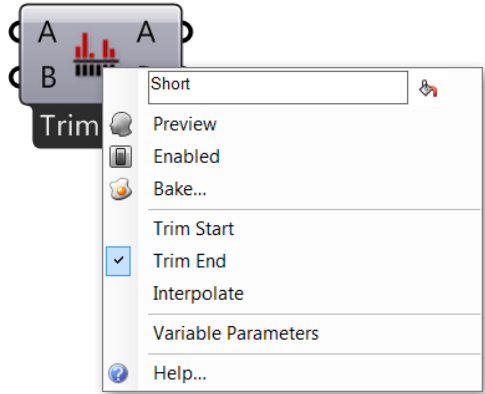 A A
B
Trim
Short
Preview
Enabled
Bake...
Trim Start
Trim End
Interpolate
Variable Parameters
Help...